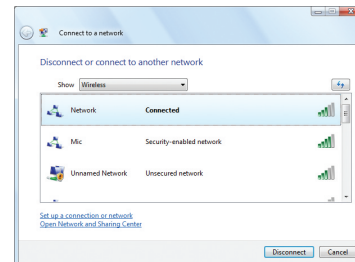 Connect to a network
Disconnect or connect to another network
Show Wireless
Network Connected
Mic Security-enabled network
Unnamed Network Unsecured network
Set up a connection or network
Open Network and Sharing Center
Disconnect Cancel